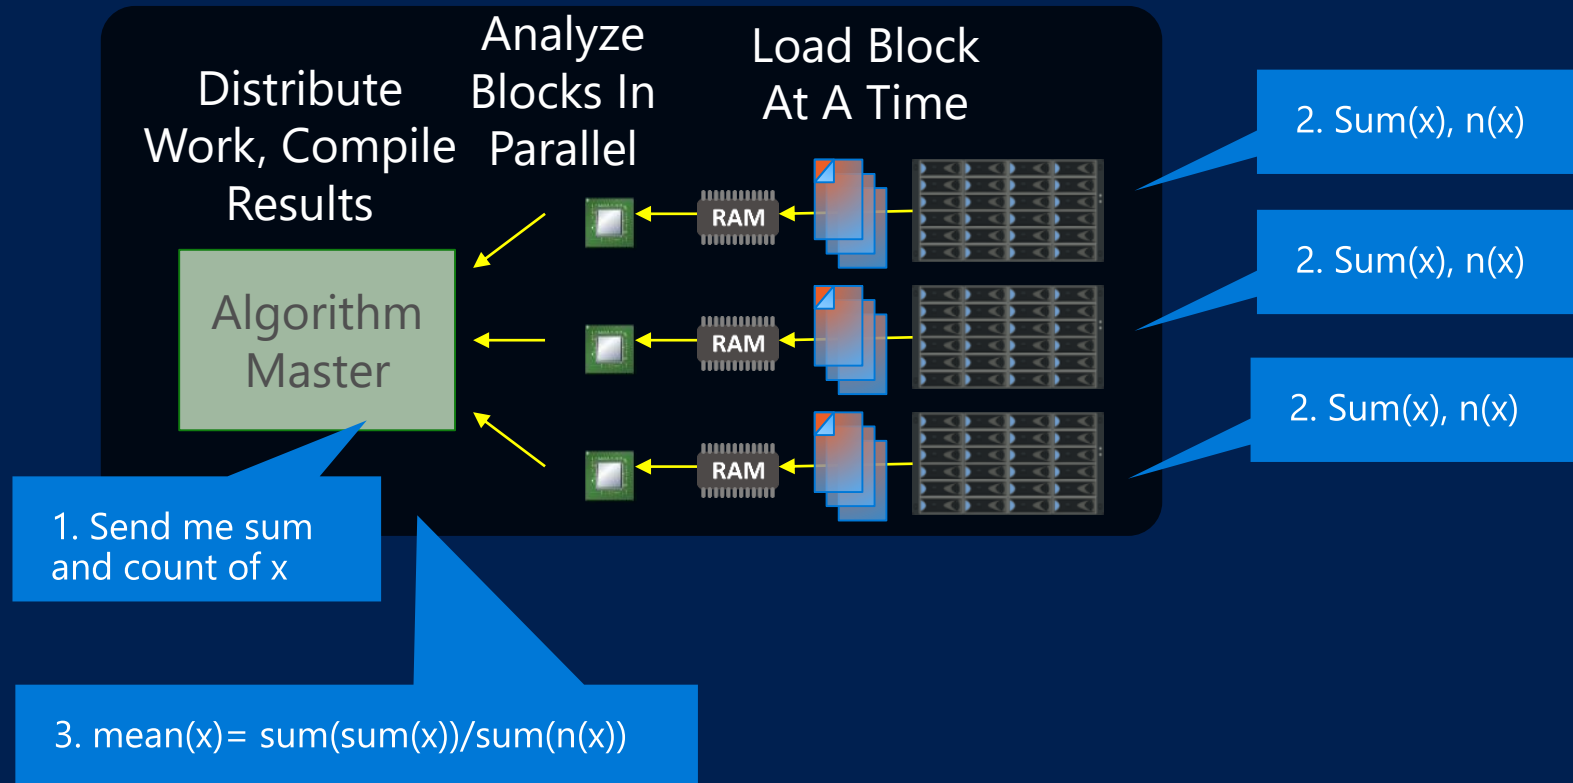 Distribute
Work, Compile
Results
Analyze
Blocks In
Parallel
Load Block
At A Time
Algorithm
Master
RAM
RAM
RAM
2. Sum(x), n(x)
2. Sum(x), n(x)
2. Sum(x), n(x)
1. Send me sum
and count of x
3. mean(x)= sum(sum(x))/sum(n(x))